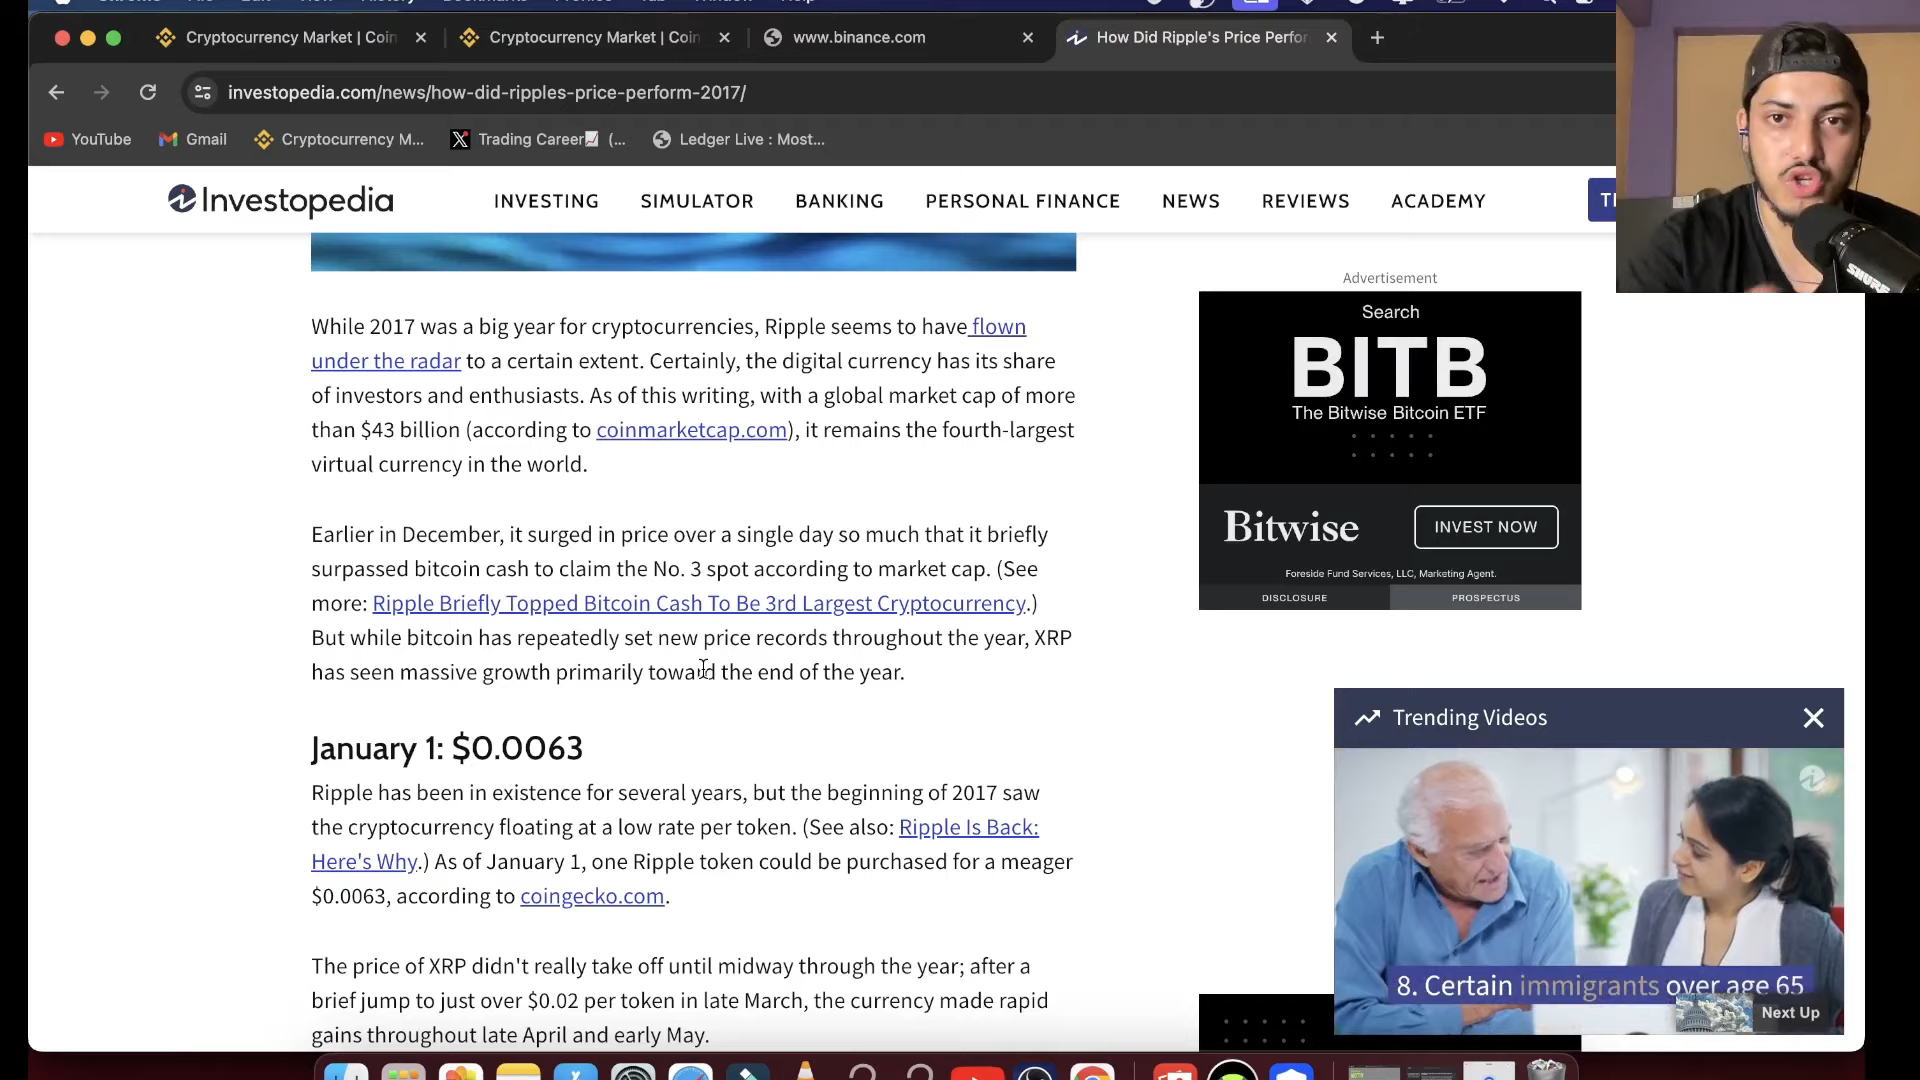 Cryptocurrency Market | Coin
Cryptocurrency Market | Coin
www.binance.com
How Did Ripple's Price Perfor
investopedia.com/news/how-did-ripples-price-perform-2017/
YouTube
Gmail
Cryptocurrency M...
Trading Career (...
Ledger Live : Most...
Investopedia
INVESTING
SIMULATOR
BANKING
PERSONAL FINANCE
NEWS
REVIEWS
ACADEMY
While 2017 was a big year for cryptocurrencies, Ripple seems to have flown
under the radar to a certain extent. Certainly, the digital currency has its share
of investors and enthusiasts. As of this writing, with a global market cap of more
than $43 billion (according to coinmarketcap.com), it remains the fourth-largest
virtual currency in the world.
Earlier in December, it surged in price over a single day so much that it briefly
surpassed bitcoin cash to claim the No. 3 spot according to market cap. (See
more: Ripple Briefly Topped Bitcoin Cash To Be 3rd Largest Cryptocurrency.)
But while bitcoin has repeatedly set new price records throughout the year, XRP
has seen massive growth primarily toward the end of the year.
January 1: $0.0063
Ripple has been in existence for several years, but the beginning of 2017 saw
the cryptocurrency floating at a low rate per token. (See also: Ripple Is Back:
Here's Why.) As of January 1, one Ripple token could be purchased for a meager
$0.0063, according to coingecko.com.
The price of XRP didn't really take off until midway through the year; after a
brief jump to just over $0.02 per token in late March, the currency made rapid
gains throughout late April and early May.
Advertisement
Search
BITB
The Bitwise Bitcoin ETF
Bitwise
INVEST NOW
Foreside Fund Services, LLC, Marketing Agent.
DISCLOSURE
PROSPECTUS
Trending Videos
8. Certain immigrants over age 65
Next Up
SHURE